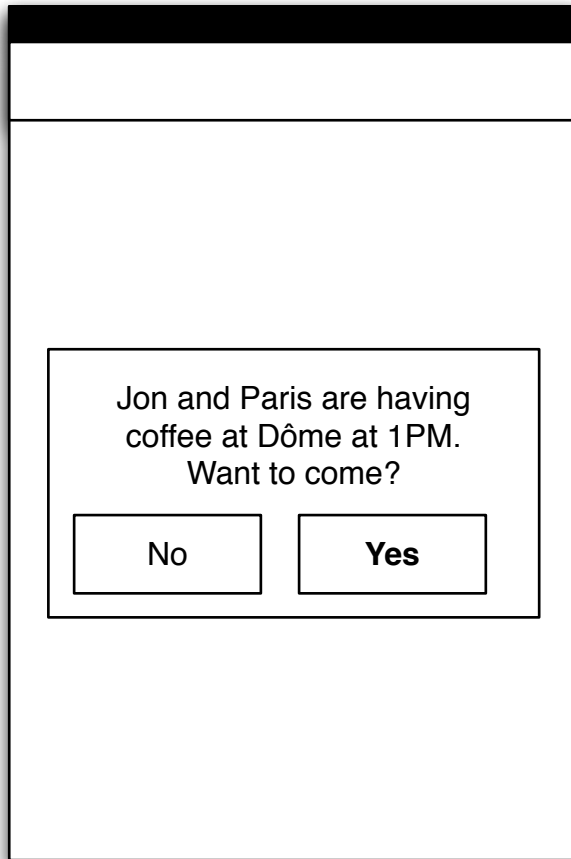 Jon and Paris are having
coffee at Dôme at 1PM.
Want to come?
No
Yes